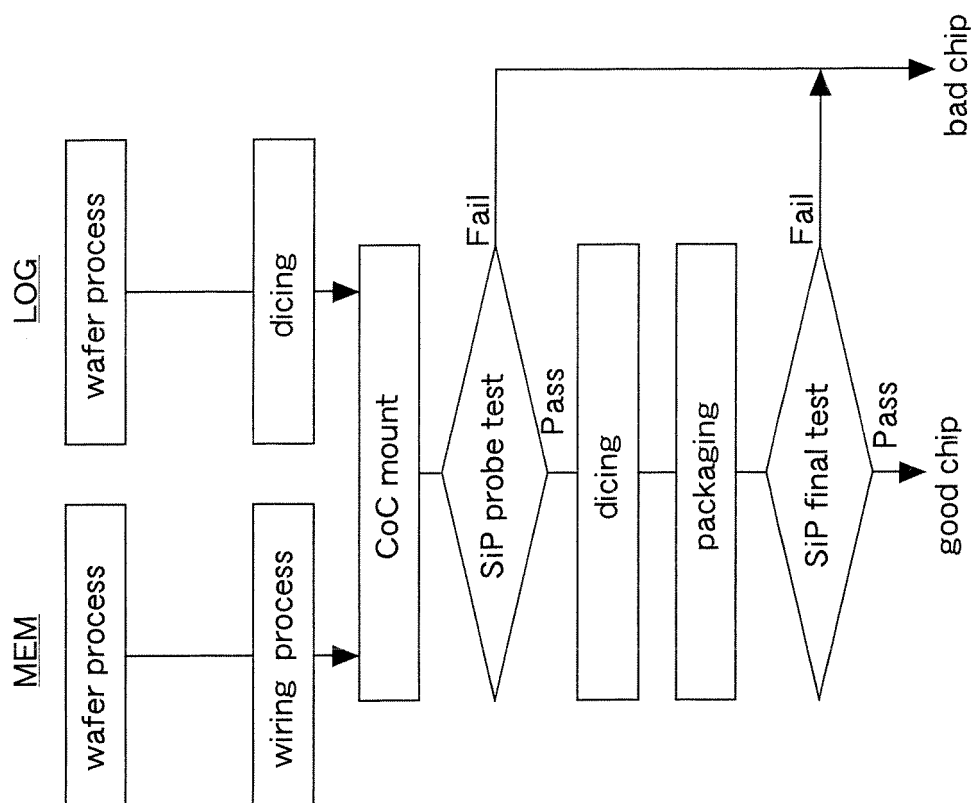 MEM
LOG
wafer process
wafer process
wiring process
dicing
CoC mount
SiP probe test
Fail
Pass
dicing
packaging
SiP final test
Fail
Pass
good chip
bad chip